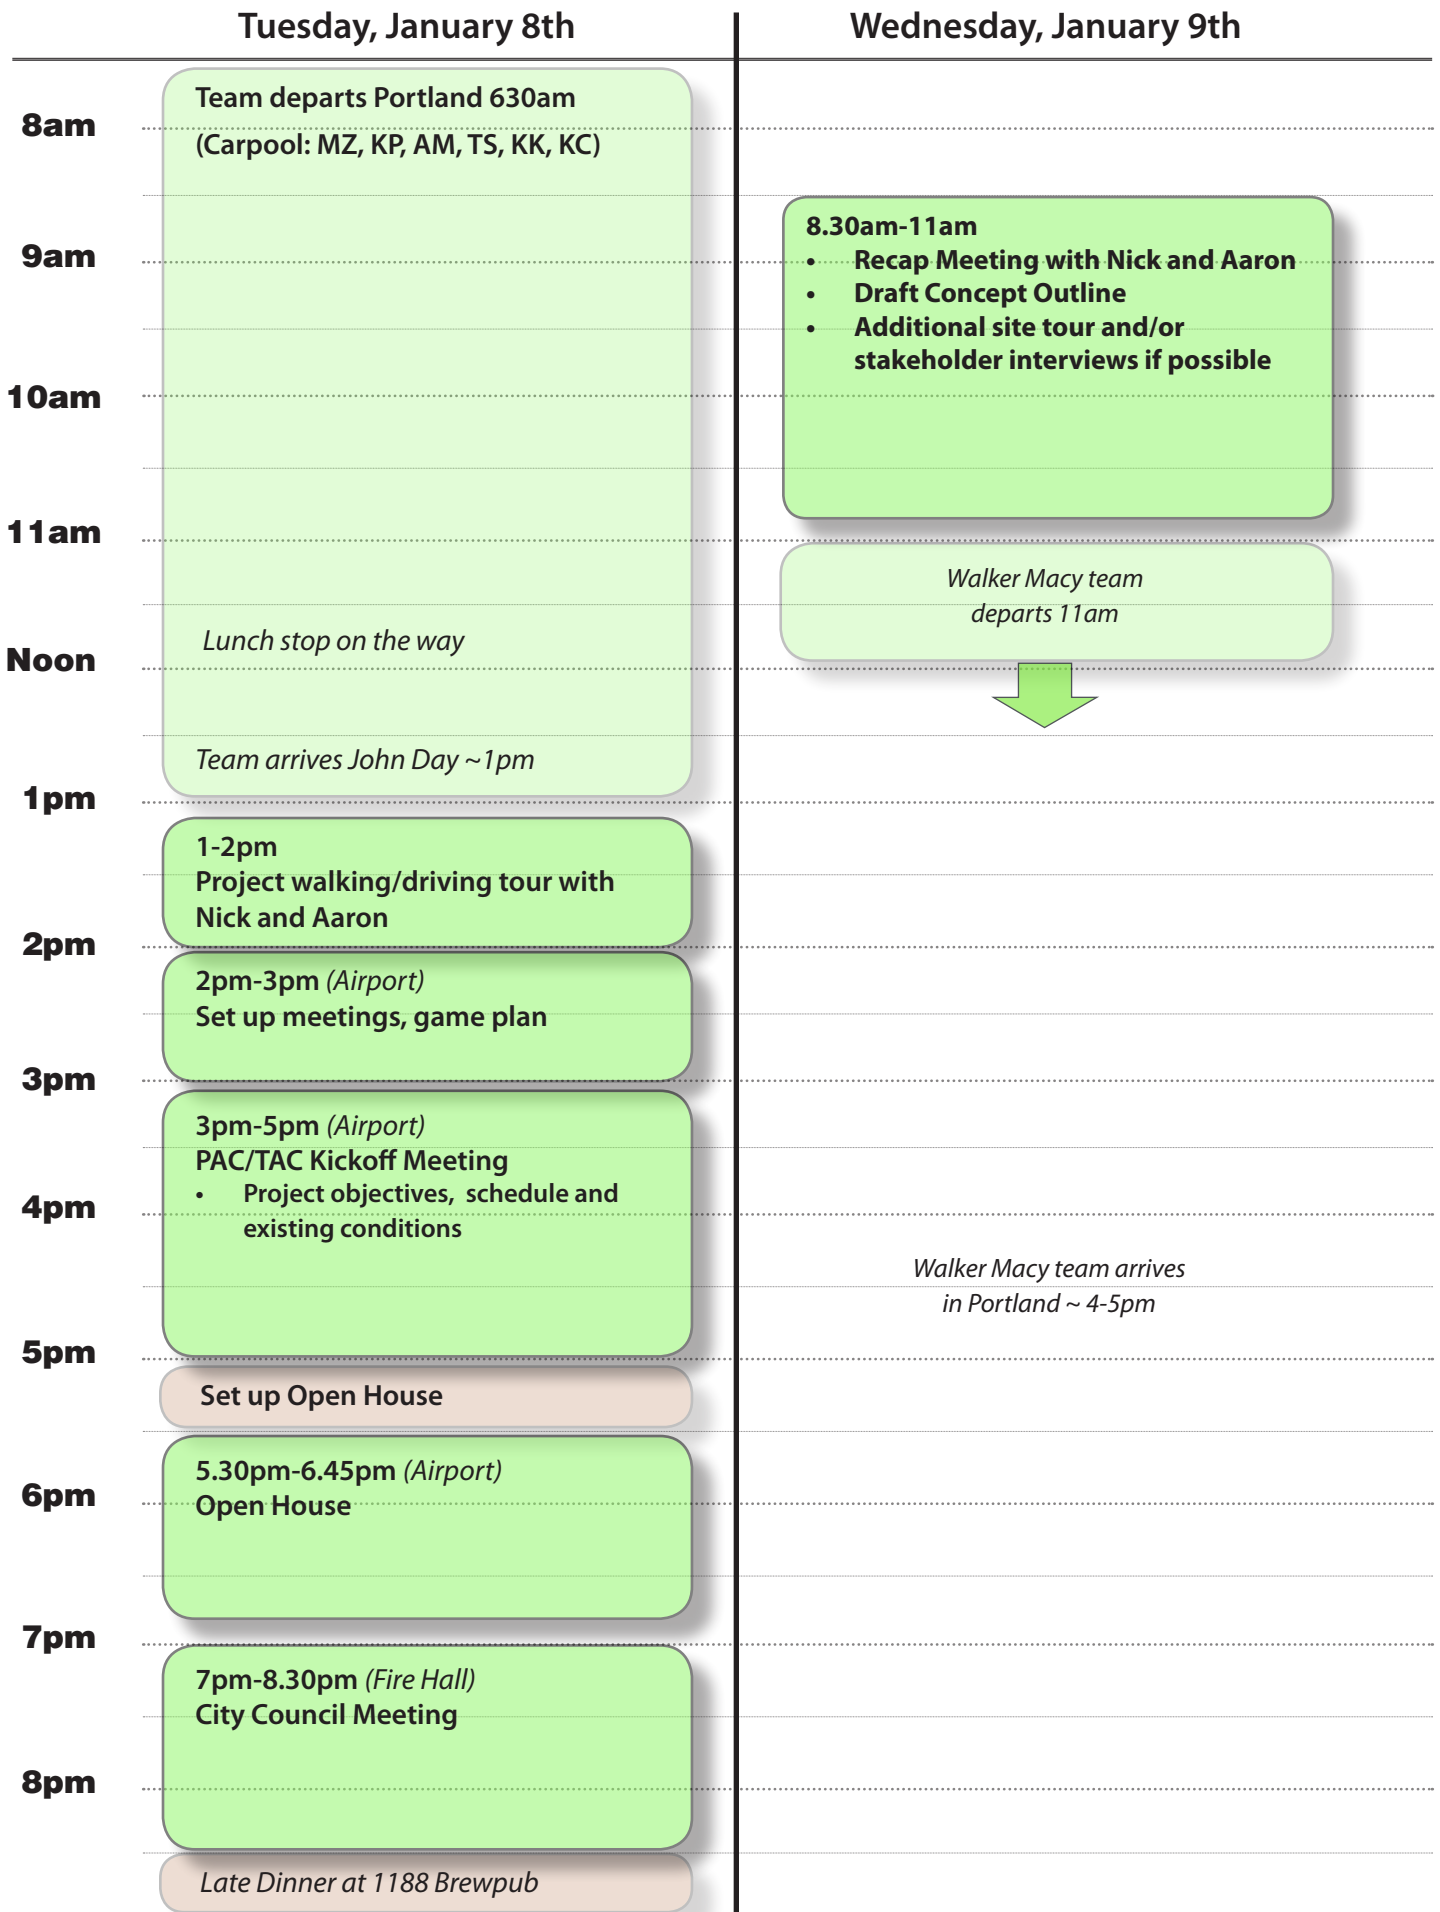 Tuesday, January 8th
Wednesday, January 9th
8am
9am
10am
11am
Noon
1pm
2pm
3pm
4pm
5pm
6pm
7pm
8pm
Team departs Portland 630am
(Carpool: MZ, KP, AM, TS, KK, KC)
Lunch stop on the way
Team arrives John Day ~1pm
1-2pm
Project walking/driving tour with
Nick and Aaron
2pm-3pm (Airport)
Set up meetings, game plan
3pm-5pm (Airport)
PAC/TAC Kickoff Meeting
• Project objectives, schedule and
existing conditions
Set up Open House
5.30pm-6.45pm (Airport)
Open House
7pm-8.30pm (Fire Hall)
City Council Meeting
Late Dinner at 1188 Brewpub
8.30am-11am
• Recap Meeting with Nick and Aaron
• Draft Concept Outline
• Additional site tour and/or
stakeholder interviews if possible
Walker Macy team
departs 11am
Walker Macy team arrives
in Portland ~ 4-5pm